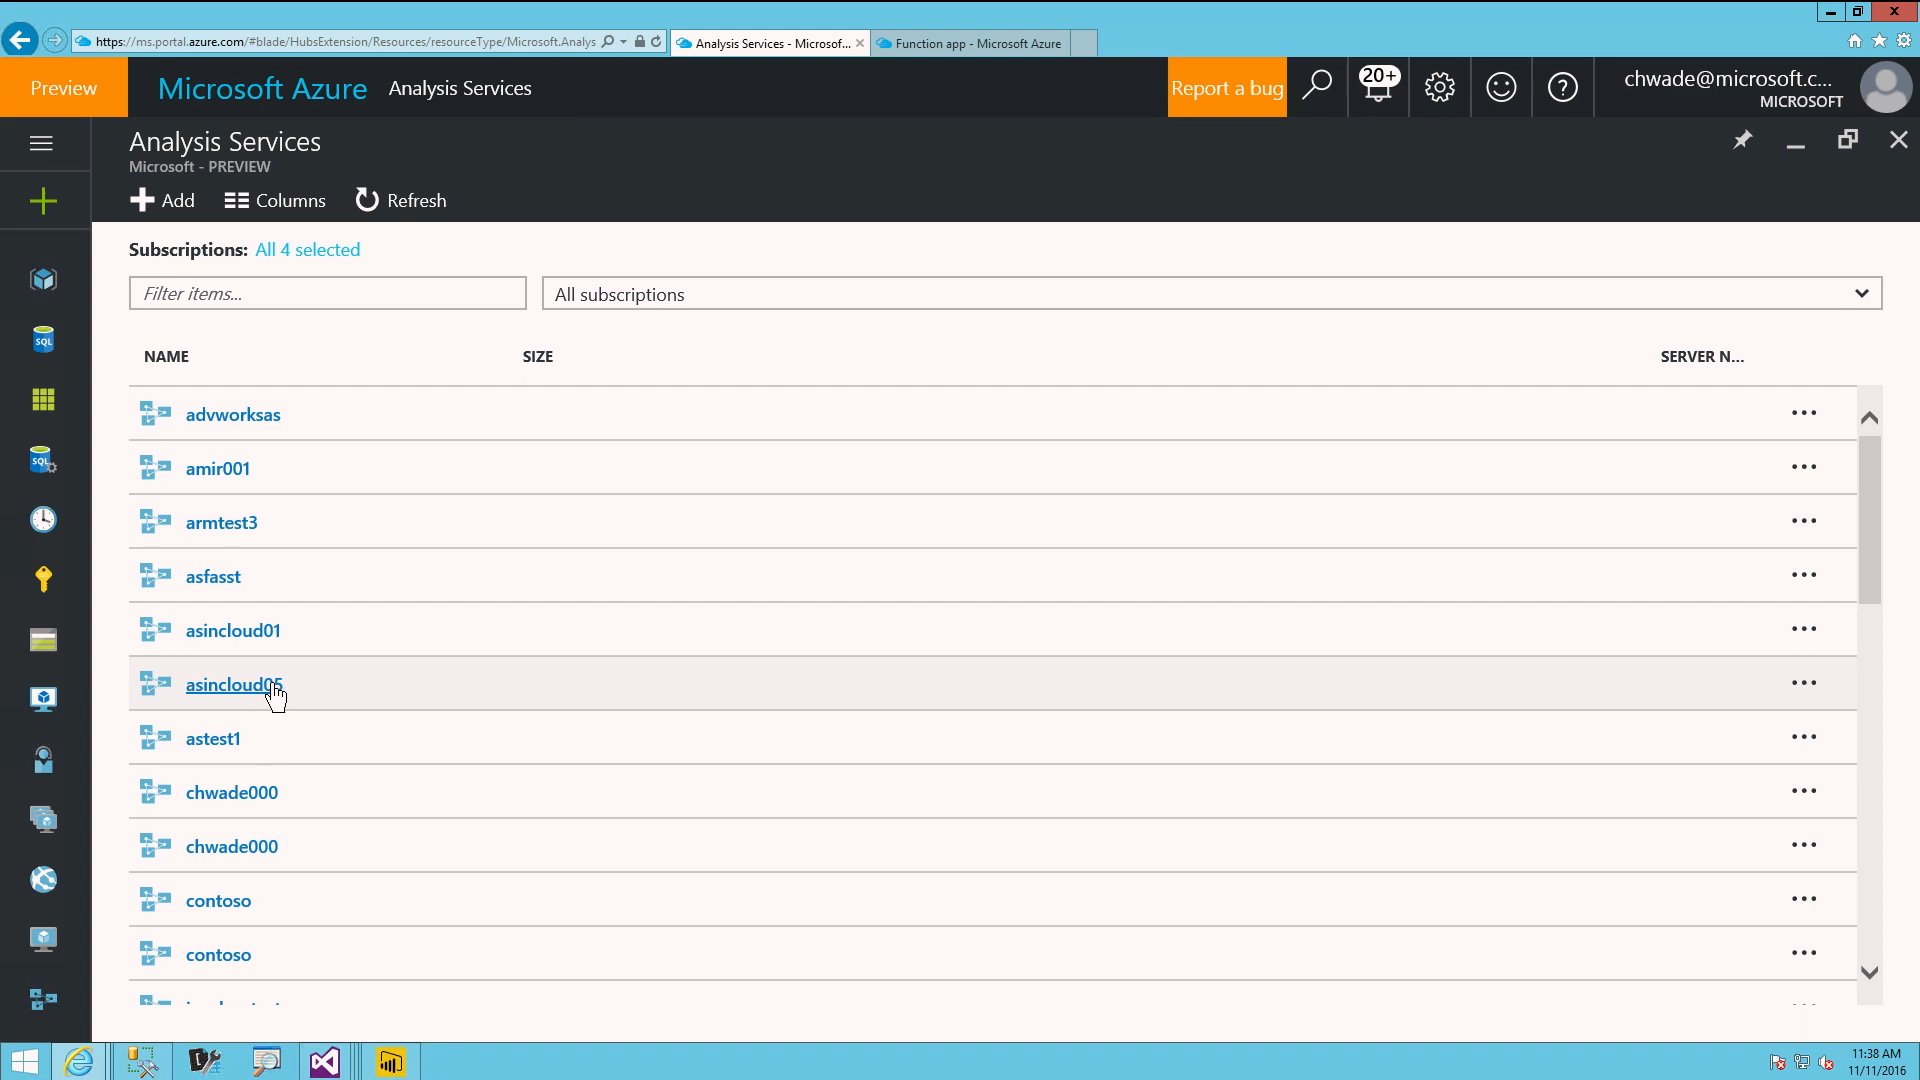 https://ms.portal.azure.com/#blade/HubsExtension/Resources/resourceType/Microsoft.Analys
Analysis Services - Microsof...
Function app - Microsoft Azure
Preview
Microsoft Azure
Analysis Services
Report a bug
20+
chwade@microsoft.c...
MICROSOFT
Analysis Services
Microsoft - PREVIEW
Add
Columns
Refresh
Subscriptions: All 4 selected
Filter items...
All subscriptions
NAME
SIZE
SERVER N...
advworksas
amir001
armtest3
asfasst
asincloud01
asincloud05
astest1
chwade000
chwade000
contoso
contoso
SQL
SQL
11:38 AM
11/11/2016